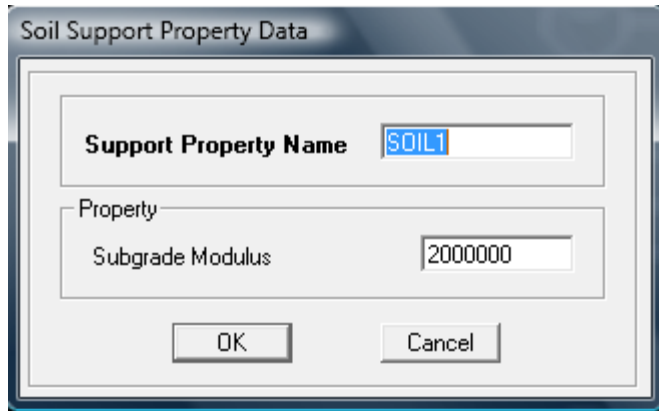 Soil Support Property Data
Support Property Name SOIL1
Property
Subgrade Modulus 2000000
OK Cancel